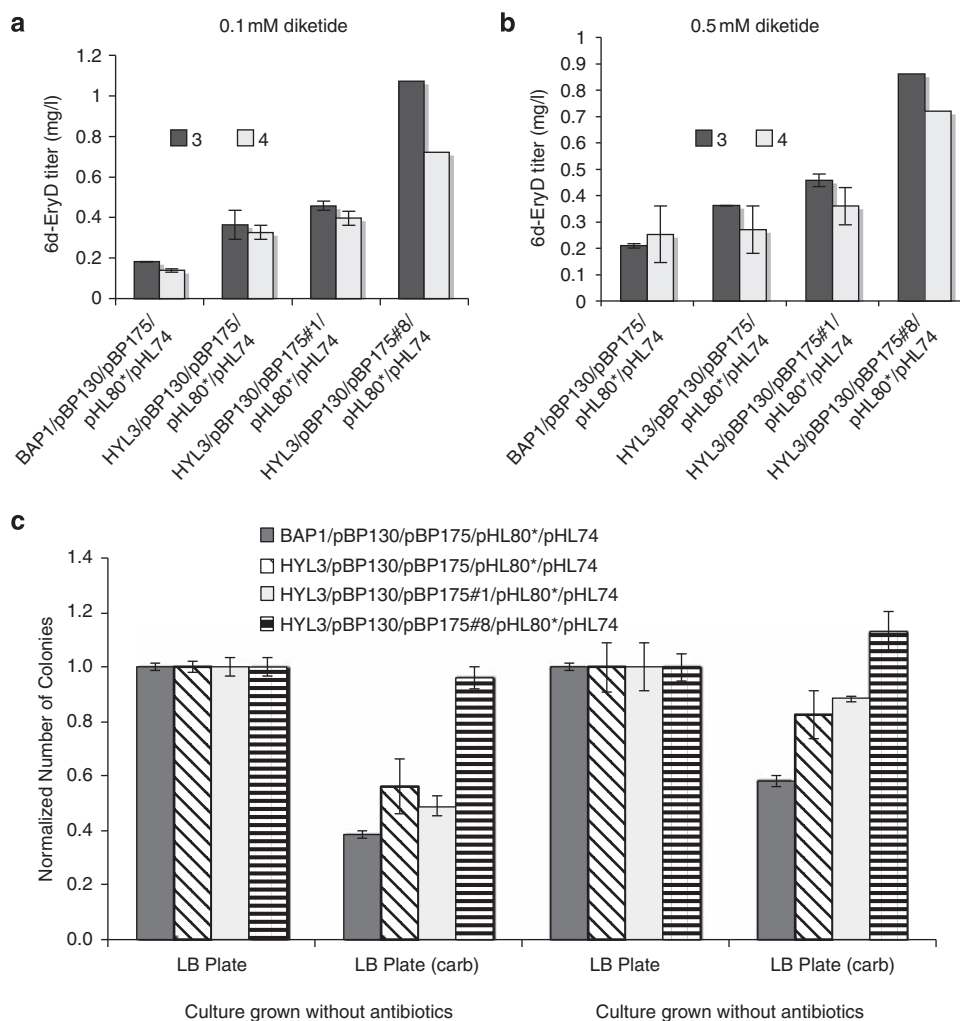 a
0.1 mM diketide
6d-EryD titer (mg/l)
1.2
1
0.8
0.6
0.4
0.2
0
3
4
BAP1/pBP130/pBP175/
pHL80*/pHL74
HYL3/pBP130/pBP175/
pHL80*/pHL74
HYL3/pBP130/pBP175#1/
pHL80*/pHL74
HYL3/pBP130/pBP175#8/
pHL80*/pHL74
b
0.5 mM diketide
6d-EryD titer (mg/l)
1
0.9
0.8
0.7
0.6
0.5
0.4
0.3
0.2
0.1
0
3
4
BAP1/pBP130/pBP175/
pHL80*/pHL74
HYL3/pBP130/pBP175/
pHL80*/pHL74
HYL3/pBP130/pBP175#1/
pHL80*/pHL74
HYL3/pBP130/pBP175#8/
pHL80*/pHL74
c
BAP1/pBP130/pBP175/pHL80*/pHL74
HYL3/pBP130/pBP175/pHL80*/pHL74
HYL3/pBP130/pBP175#1/pHL80*/pHL74
HYL3/pBP130/pBP175#8/pHL80*/pHL74
Normalized Number of Colonies
1.4
1.2
1.0
0.8
0.6
0.4
0.2
0.0
LB Plate
LB Plate (carb)
LB Plate
LB Plate (carb)
Culture grown without antibiotics
Culture grown without antibiotics